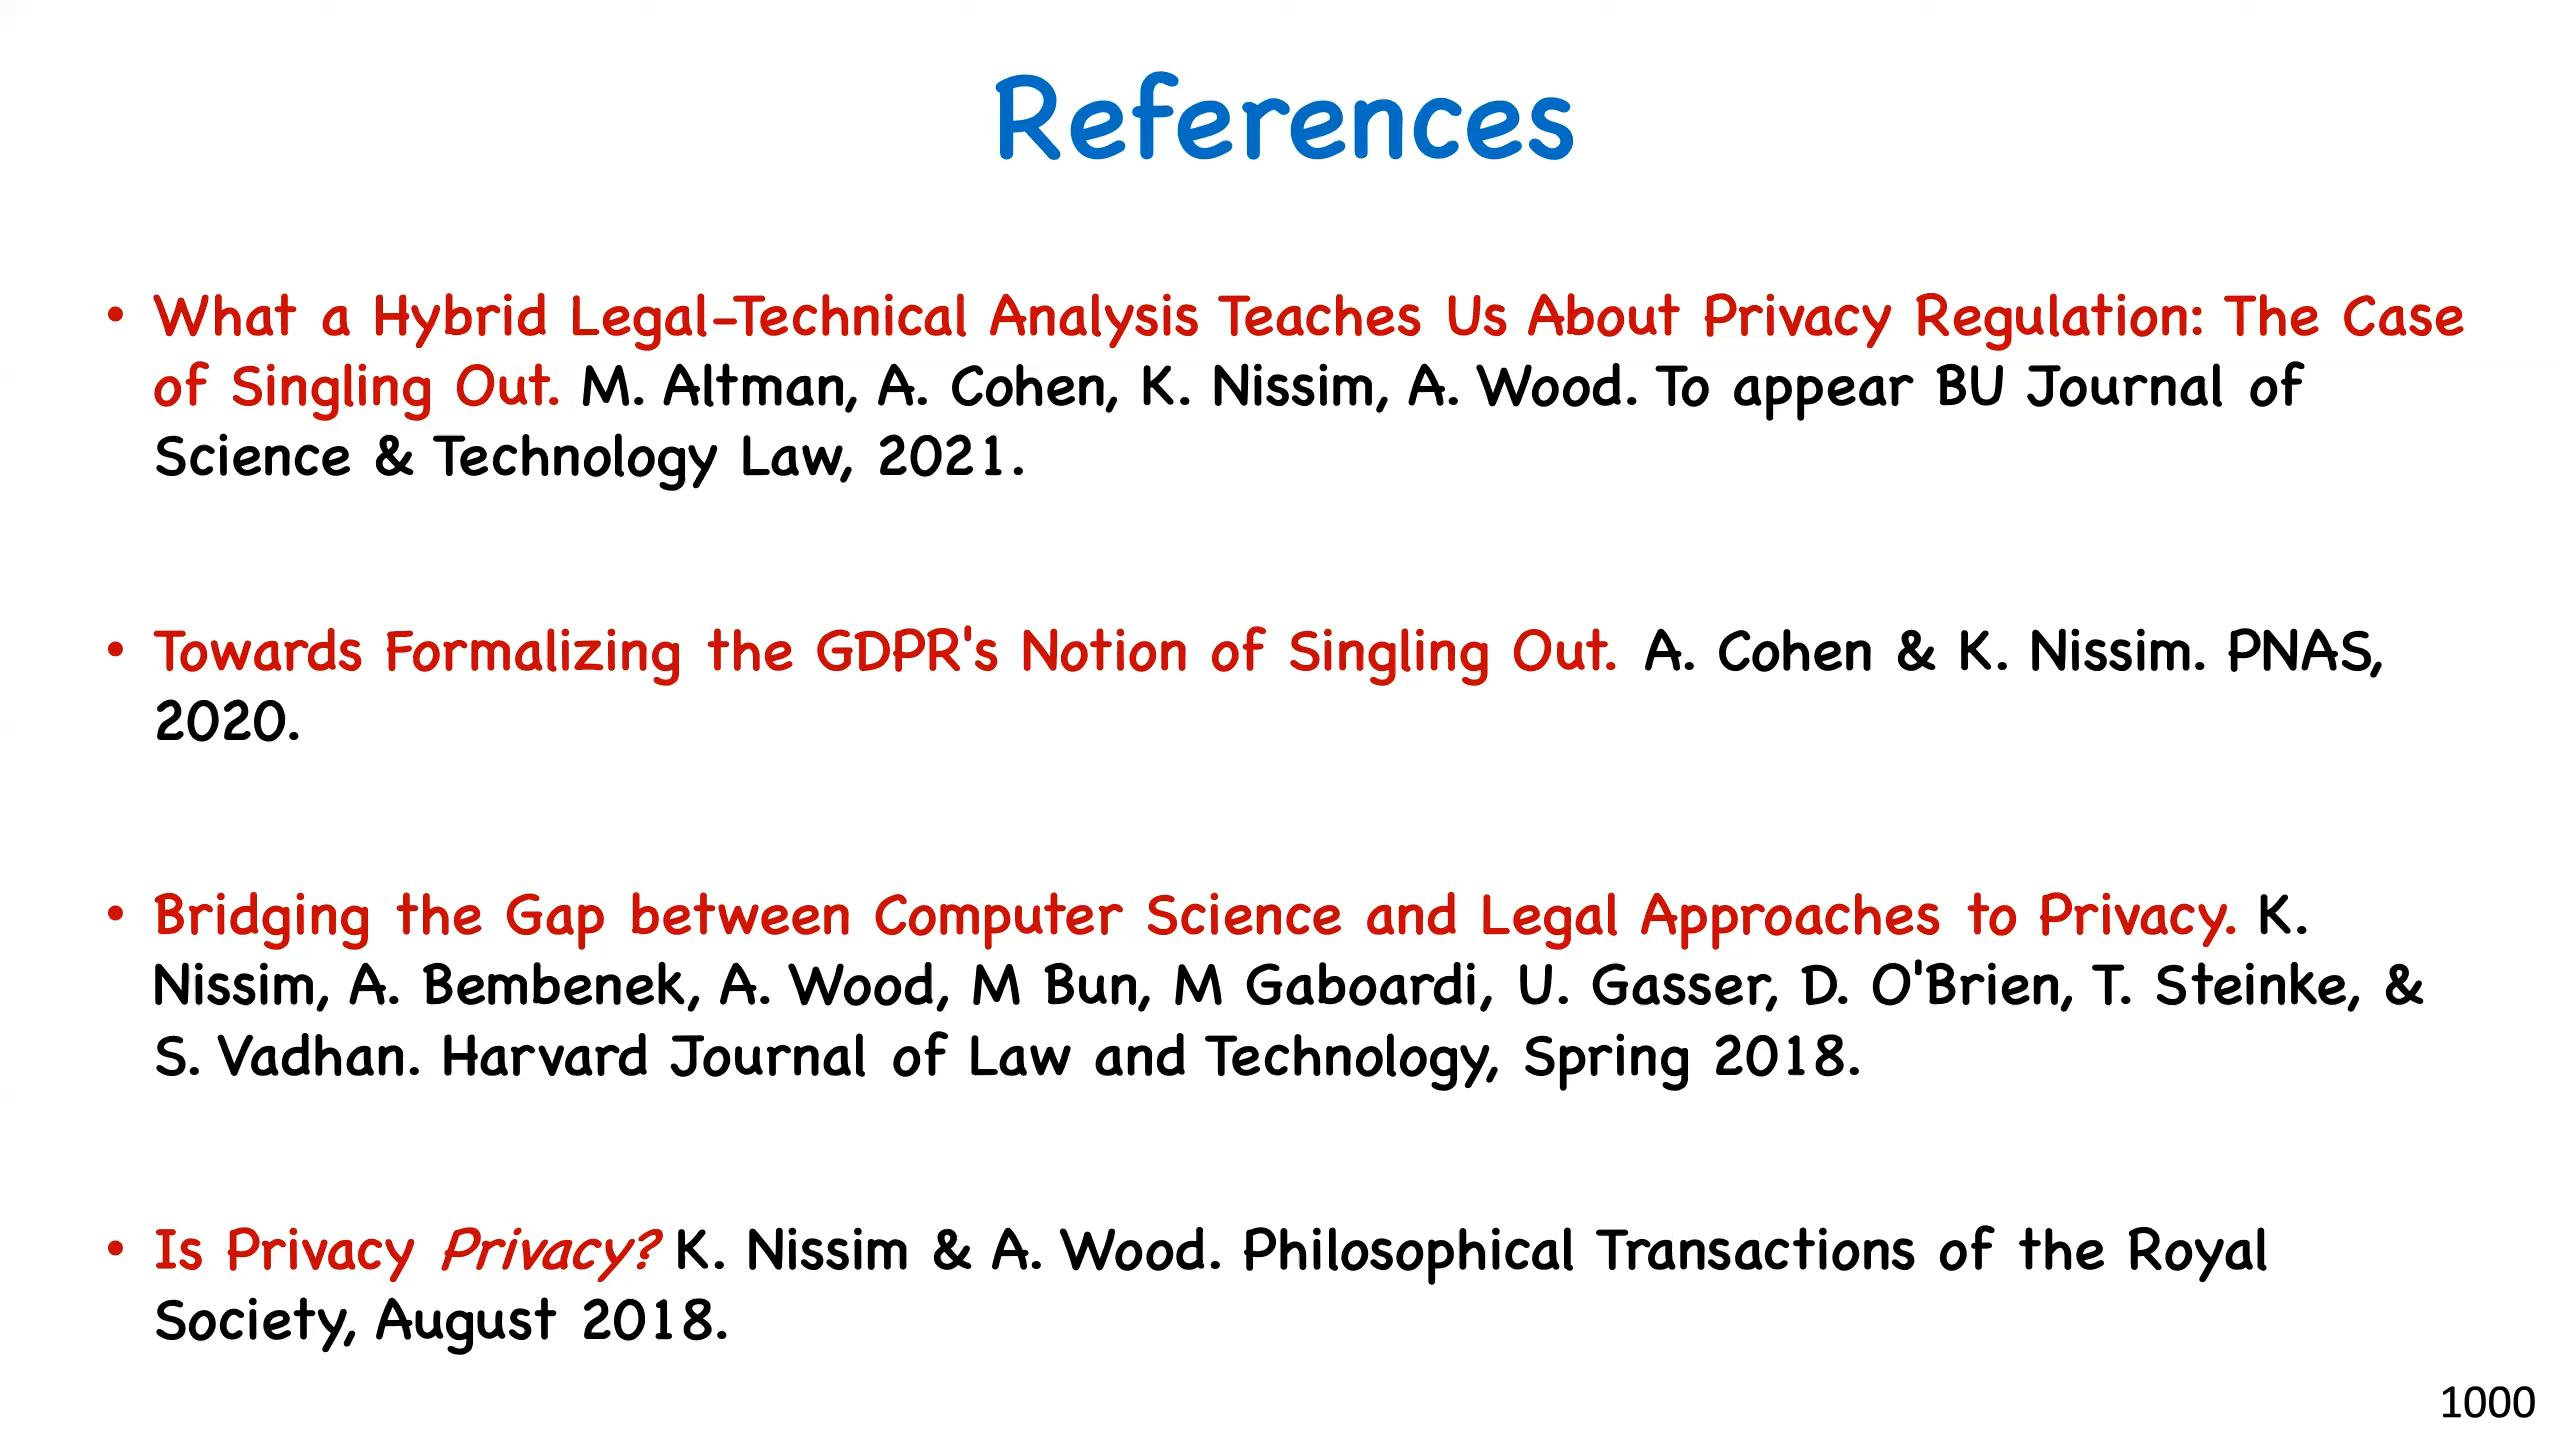 References
• What a Hybrid Legal-Technical Analysis Teaches Us About Privacy Regulation: The Case
of Singling Out. M. Altman, A. Cohen, K. Nissim, A. Wood. To appear BU Journal of
Science & Technology Law, 2021.
• Towards Formalizing the GDPR's Notion of Singling Out. A. Cohen & K. Nissim. PNAS,
2020.
• Bridging the Gap between Computer Science and Legal Approaches to Privacy. K.
Nissim, A. Bembenek, A. Wood, M Bun, M Gaboardi, U. Gasser, D. O'Brien, T. Steinke, &
S. Vadhan. Harvard Journal of Law and Technology, Spring 2018.
• Is Privacy Privacy? K. Nissim & A. Wood. Philosophical Transactions of the Royal
Society, August 2018.
1000